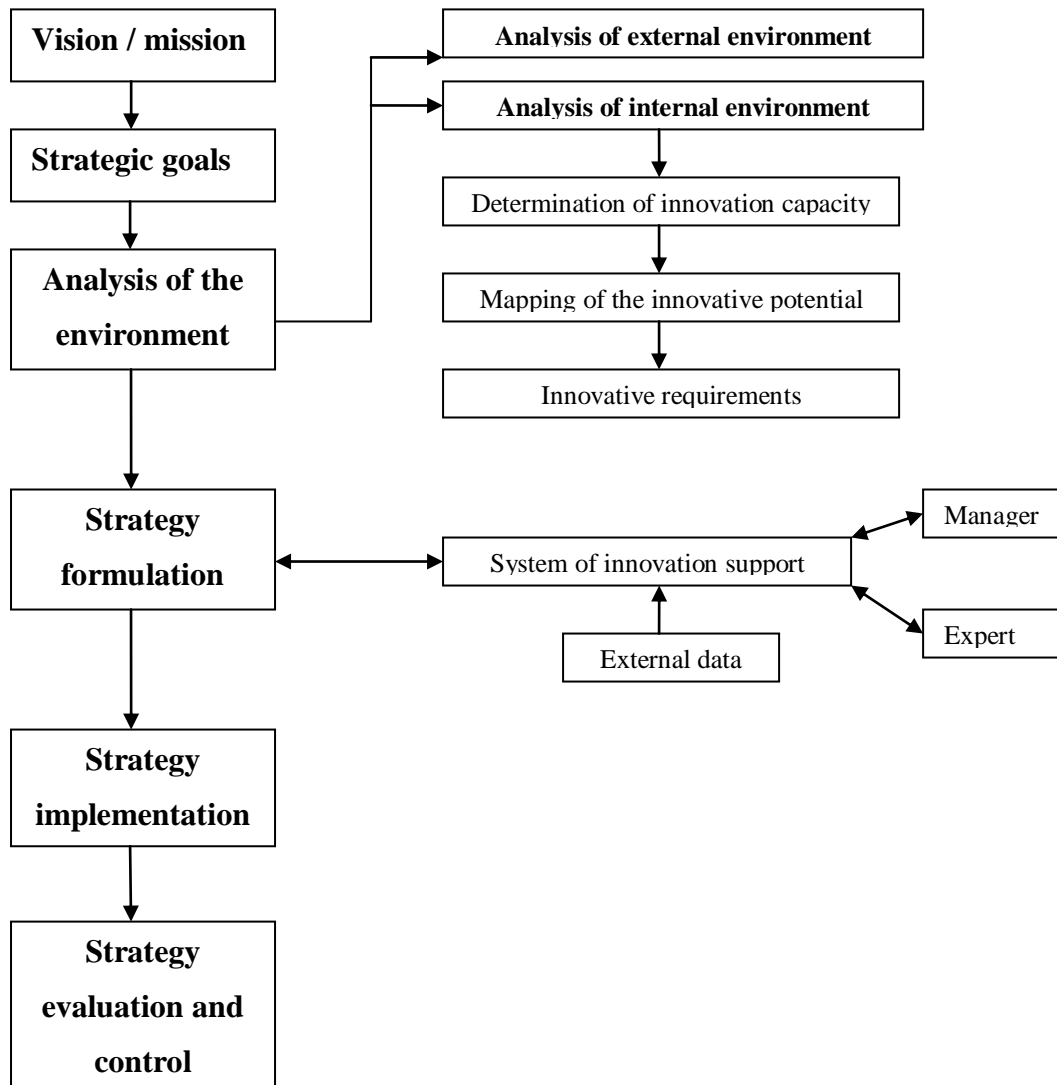 Vision / mission
Strategic goals
Analysis of the
environment
Analysis of external environment
Analysis of internal environment
Determination of innovation capacity
Mapping of the innovative potential
Innovative requirements
Strategy
formulation
System of innovation support
Manager
Expert
External data
Strategy
implementation
Strategy
evaluation and
control